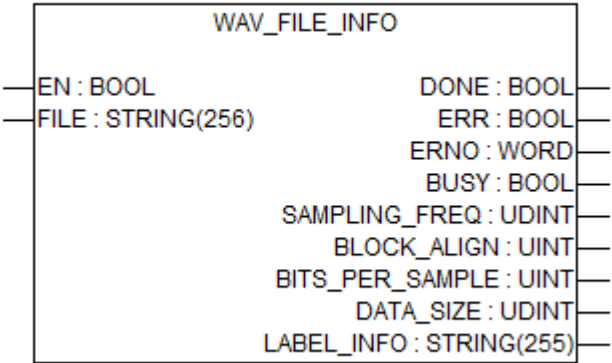 WAV_FILE_INFO
EN : BOOL DONE : BOOL
FILE : STRING(256) ERR : BOOL
ERNO : WORD
BUSY : BOOL
SAMPLING_FREQ : UDINT
BLOCK_ALIGN : UINT
BITS_PER_SAMPLE : UINT
DATA_SIZE : UDINT
LABEL_INFO : STRING(255)